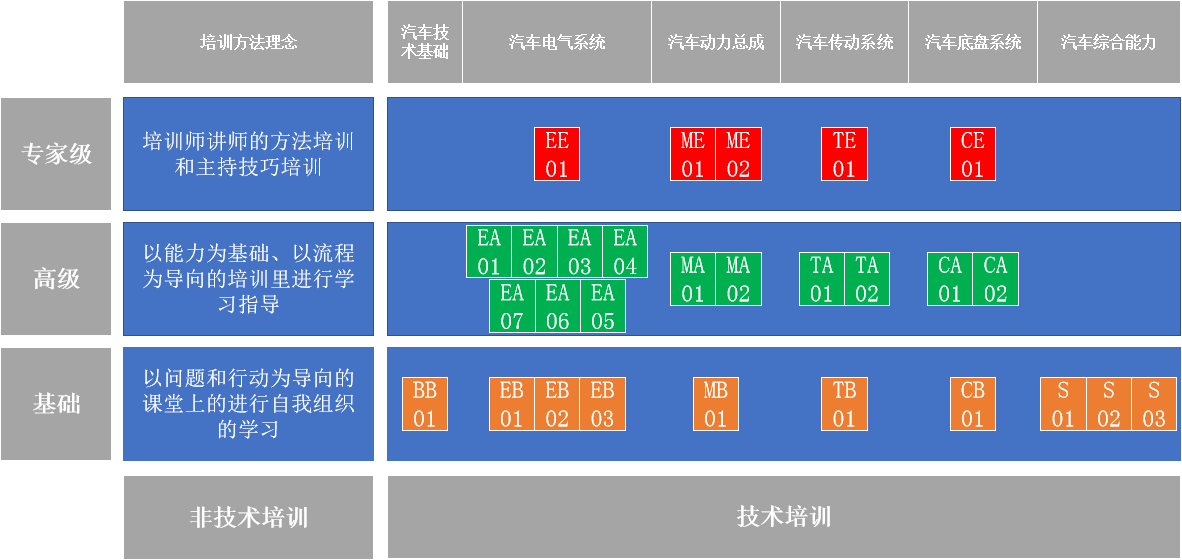 培训方法理念
汽车技
术基础
汽车电气系统
汽车动力总成
汽车传动系统
汽车底盘系统
汽车综合能力
专家级
培训师讲师的方法培训
和主持技巧培训
EE
01
ME ME
01 02
TE
01
CE
01
高级
以能力为基础、以流程
为导向的培训里进行学
习指导
EA EA EA EA
01 02 03 04
EA EA EA
07 06 05
MA MA
01 02
TA TA
01 02
CA CA
01 02
基础
以问题和行动为导向的
课堂上的进行自我组织
的学习
BB
01
EB EB EB
01 02 03
MB
01
TB
01
CB
01
S S S
01 02 03
非技术培训
技术培训